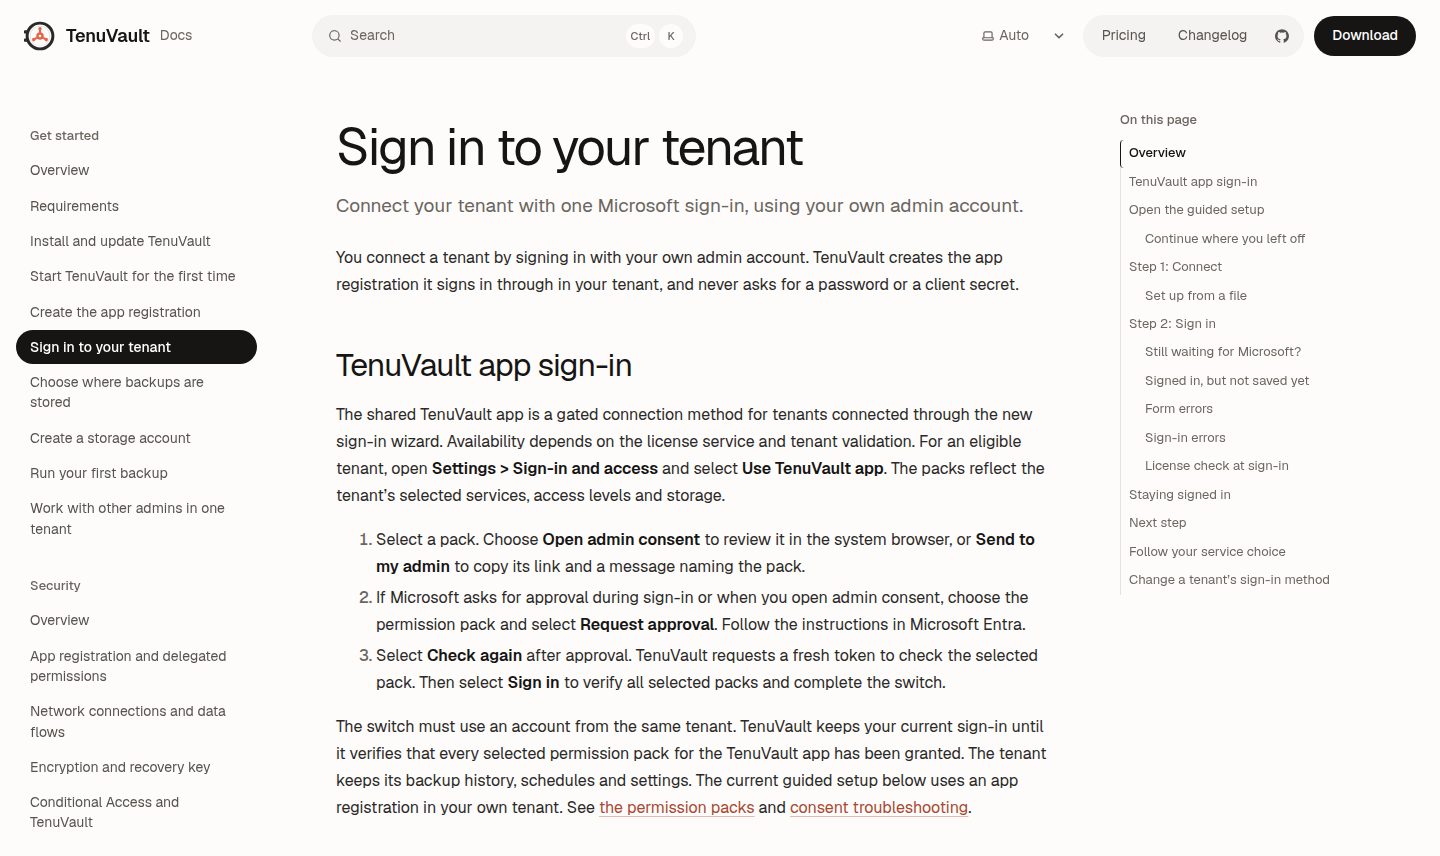 TenuVault Docs
Search
Ctrl K
Auto
Pricing
Changelog
Download
Get started
Overview
Requirements
Install and update TenuVault
Start TenuVault for the first time
Create the app registration
Sign in to your tenant
Choose where backups are
stored
Create a storage account
Run your first backup
Work with other admins in one
tenant
Security
Overview
App registration and delegated
permissions
Network connections and data
flows
Encryption and recovery key
Conditional Access and
TenuVault
Sign in to your tenant
Connect your tenant with one Microsoft sign-in, using your own admin account.
You connect a tenant by signing in with your own admin account. TenuVault creates the app
registration it signs in through in your tenant, and never asks for a password or a client secret.
TenuVault app sign-in
The shared TenuVault app is a gated connection method for tenants connected through the new
sign-in wizard. Availability depends on the license service and tenant validation. For an eligible
tenant, open Settings > Sign-in and access and select Use TenuVault app. The packs reflect the
tenant’s selected services, access levels and storage.
1. Select a pack. Choose Open admin consent to review it in the system browser, or Send to
my admin to copy its link and a message naming the pack.
2. If Microsoft asks for approval during sign-in or when you open admin consent, choose the
permission pack and select Request approval. Follow the instructions in Microsoft Entra.
3. Select Check again after approval. TenuVault requests a fresh token to check the selected
pack. Then select Sign in to verify all selected packs and complete the switch.
The switch must use an account from the same tenant. TenuVault keeps your current sign-in until
it verifies that every selected permission pack for the TenuVault app has been granted. The tenant
keeps its backup history, schedules and settings. The current guided setup below uses an app
registration in your own tenant. See the permission packs and consent troubleshooting.
On this page
Overview
TenuVault app sign-in
Open the guided setup
Continue where you left off
Step 1: Connect
Set up from a file
Step 2: Sign in
Still waiting for Microsoft?
Signed in, but not saved yet
Form errors
Sign-in errors
License check at sign-in
Staying signed in
Next step
Follow your service choice
Change a tenant’s sign-in method